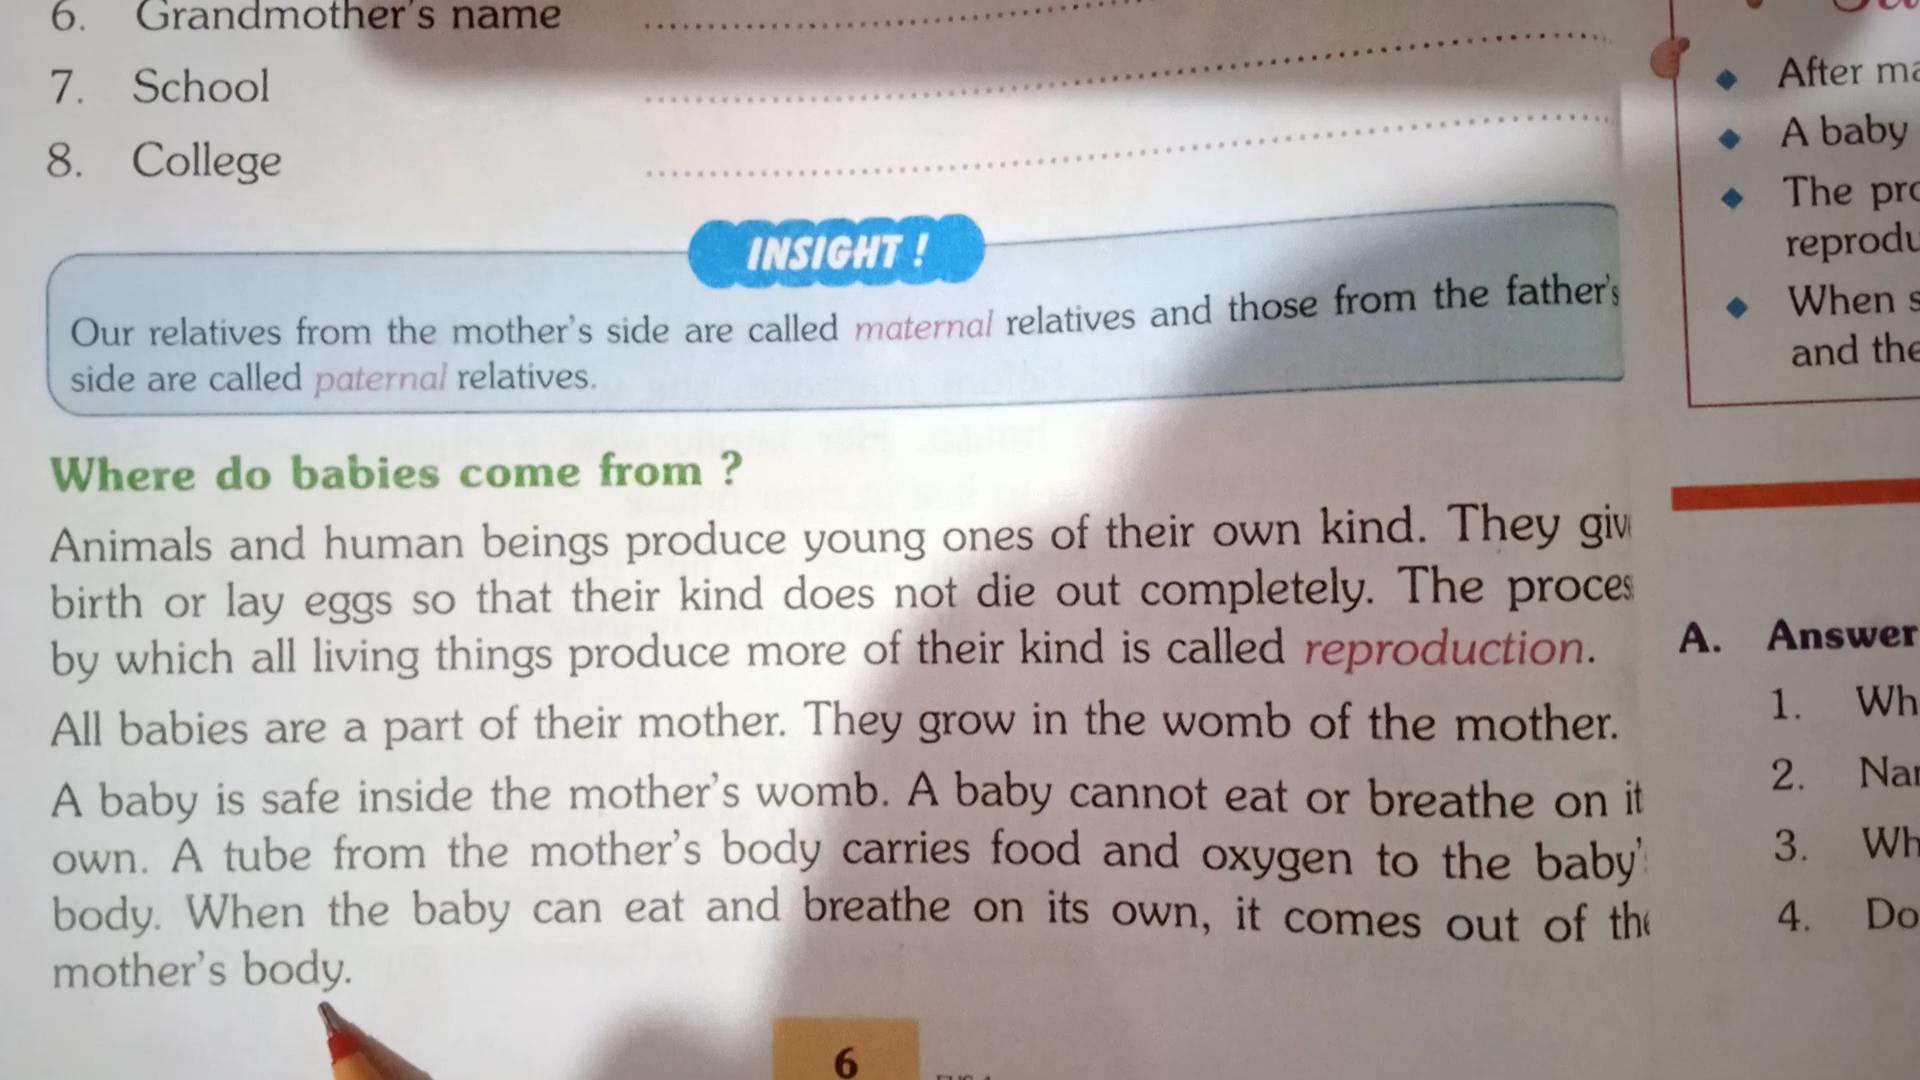 6. Grandmother's name
7. School
8. College
INSIGHT !
Our relatives from the mother's side are called maternal relatives and those from the father's
side are called paternal relatives.
Where do babies come from ?
Animals and human beings produce young ones of their own kind. They giv
birth or lay eggs so that their kind does not die out completely. The proces
by which all living things produce more of their kind is called reproduction.
All babies are a part of their mother. They grow in the womb of the mother.
A baby is safe inside the mother's womb. A baby cannot eat or breathe on it
own. A tube from the mother's body carries food and oxygen to the baby'
body. When the baby can eat and breathe on its own, it comes out of the
mother's body.
6
After ma
A baby
The pro
reprodu
When s
and the
A. Answer
1. Wh
2. Nam
3. Wh
4. Do